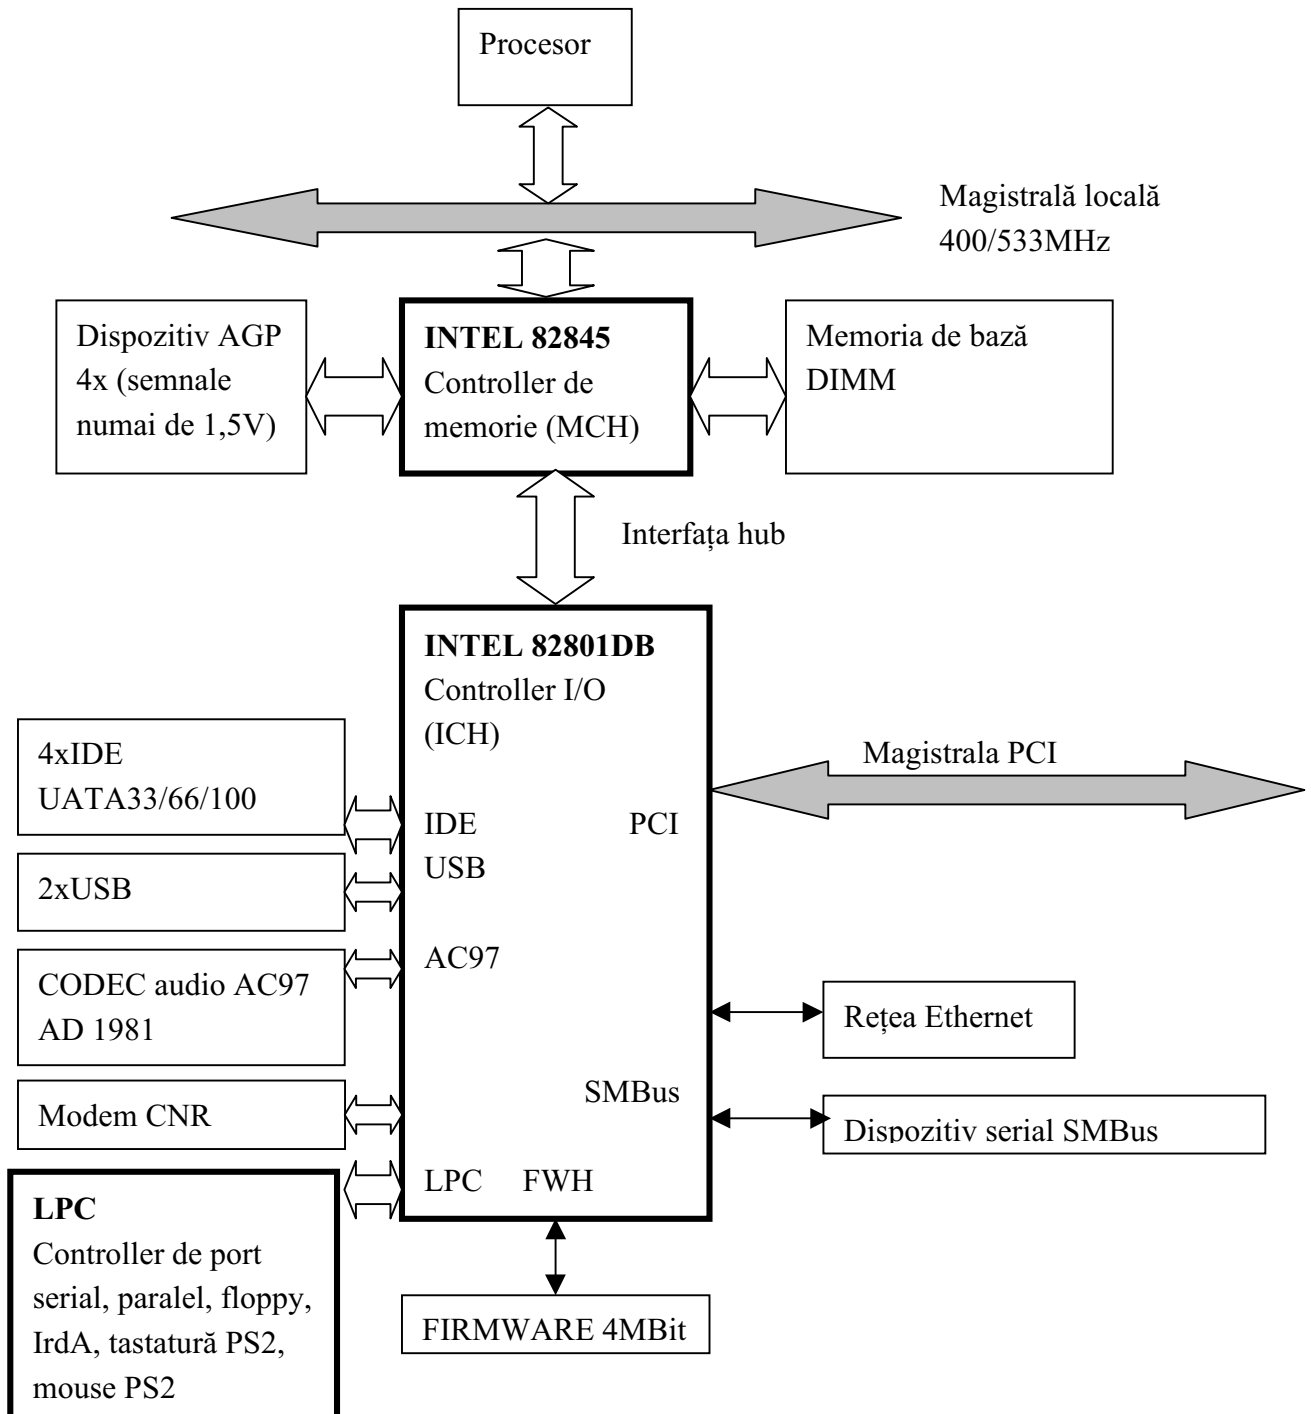 Procesor
Magistrală locală
400/533MHz
Dispozitiv AGP
4x (semnale
numai de 1,5V)
INTEL 82845
Controller de
memorie (MCH)
Memoria de bază
DIMM
Interfața hub
INTEL 82801DB
Controller I/O
(ICH)
4xIDE
UATA33/66/100
Magistrala PCI
IDE
PCI
USB
2xUSB
AC97
CODEC audio AC97
AD 1981
Rețea Ethernet
SMBus
Modem CNR
Dispozitiv serial SMBus
LPC
FWH
LPC
Controller de port
serial, paralel, floppy,
IrdA, tastatură PS2,
mouse PS2
FIRMWARE 4MBit